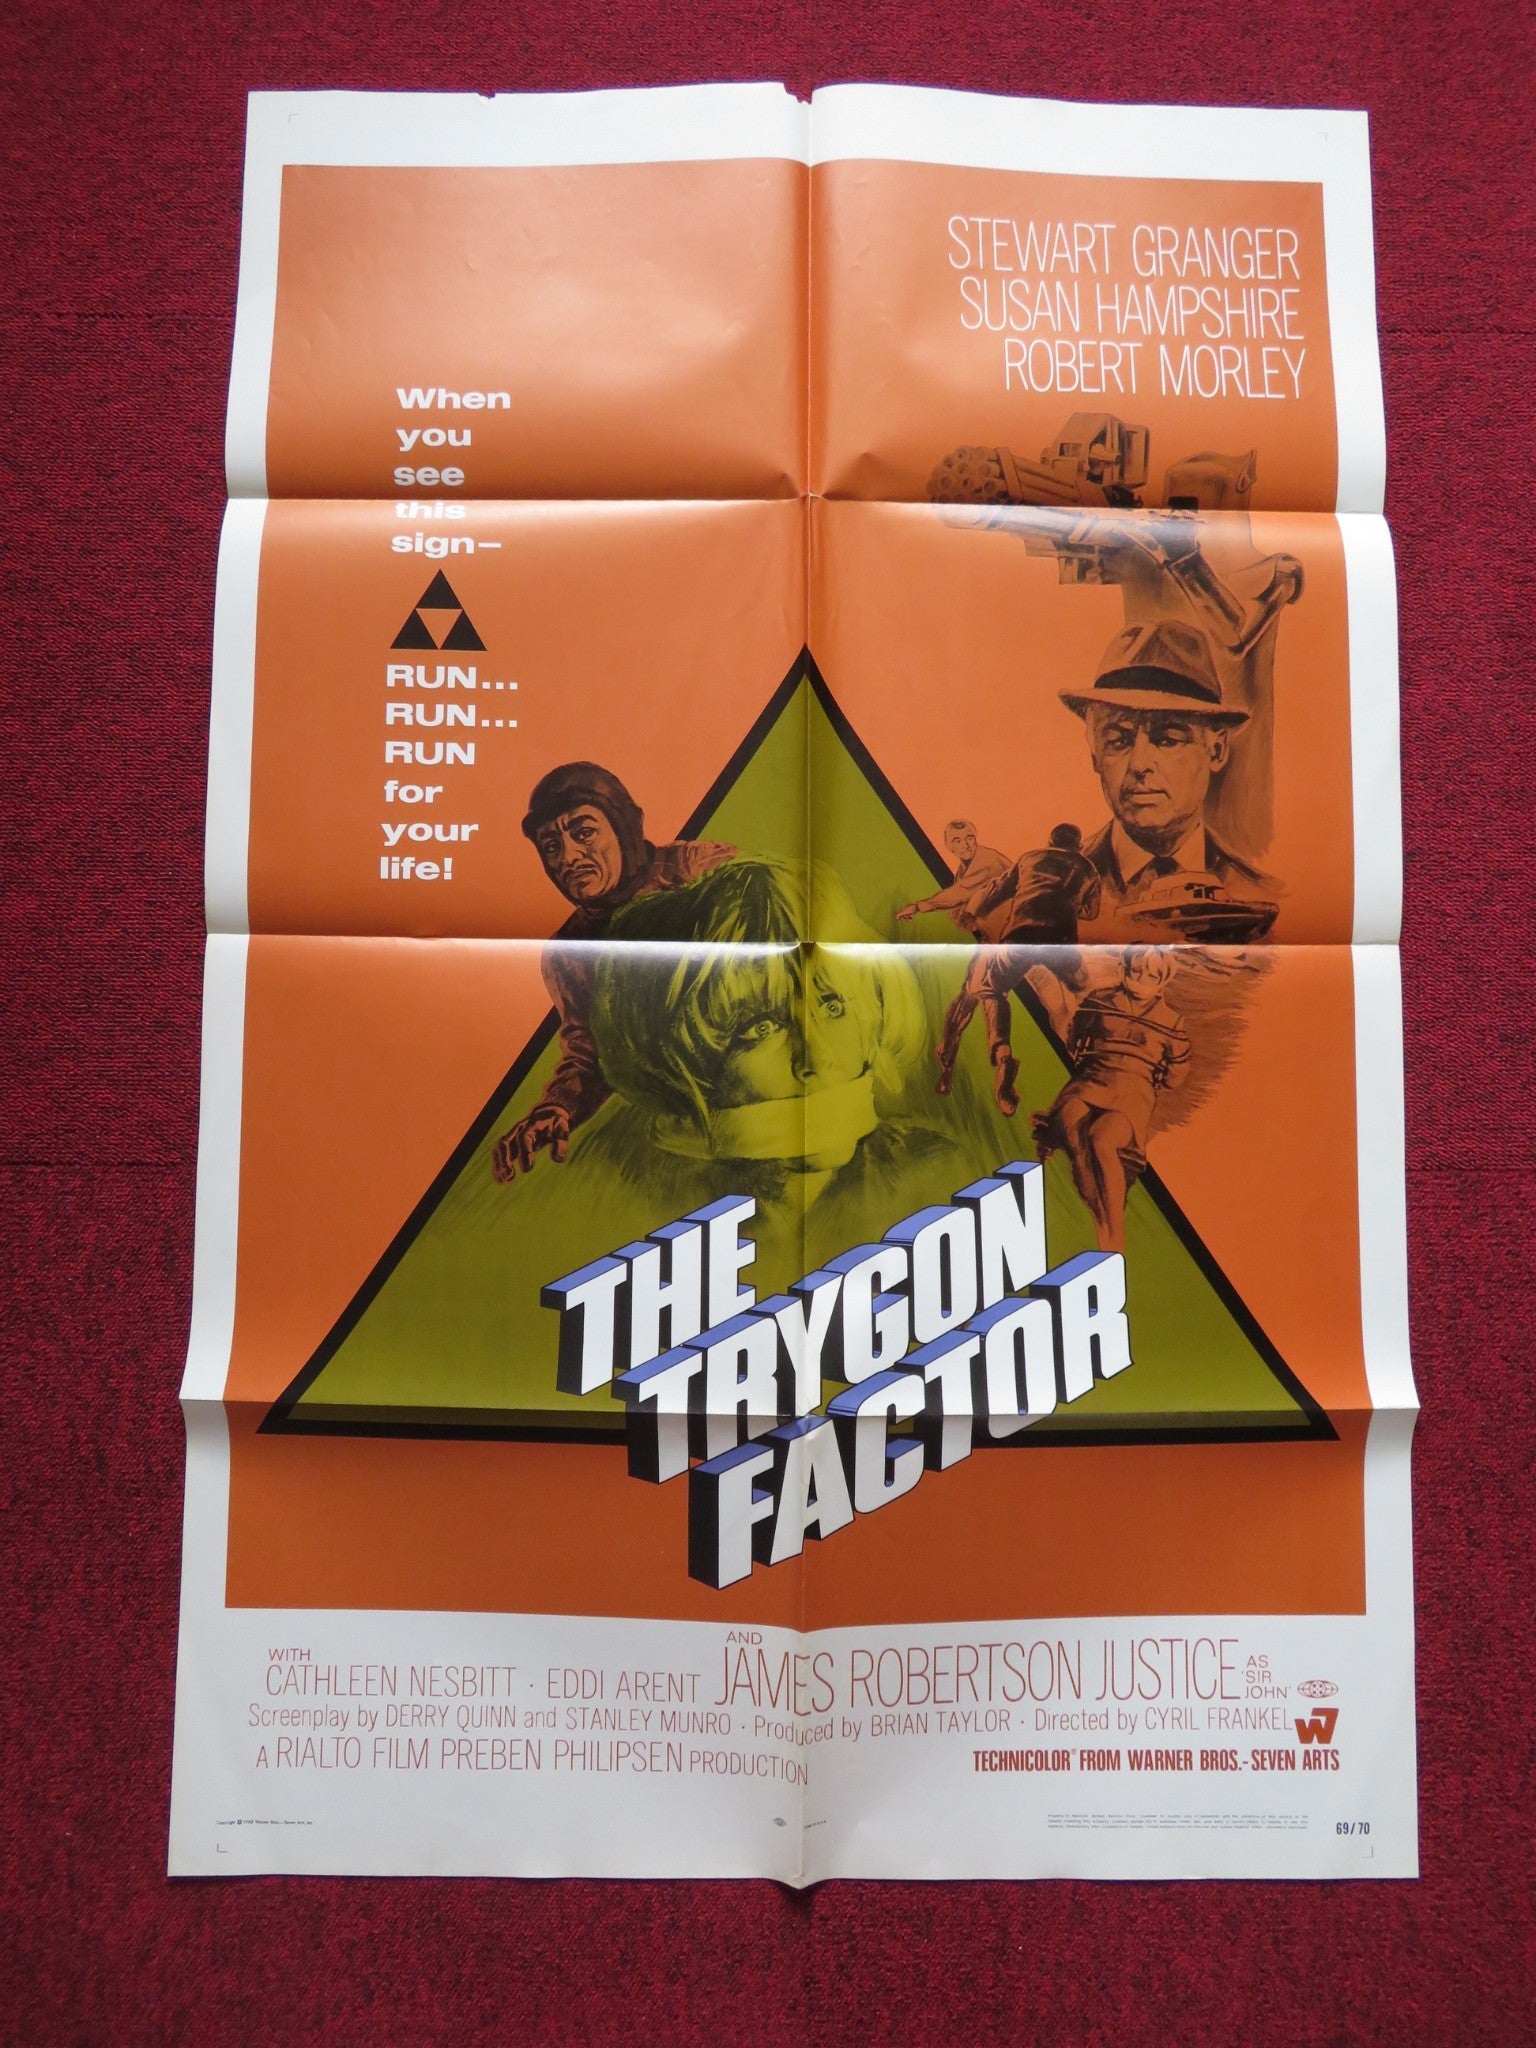 STEWART GRANGER
SUSAN HAMPSHIRE
ROBERT MORLEY
When
you
see
this
sign–
RUN...
RUN...
RUN
for
your
life!
THE
TRYGON
FACTOR
WITH
CATHLEEN NESBITT · EDDI ARENT
AND
JAMES ROBERTSON JUSTICE
AS
'SIR
JOHN'
Screenplay by DERRY QUINN and STANLEY MUNRO · Produced by BRIAN TAYLOR · Directed by CYRIL FRANKEL
A RIALTO FILM PREBEN PHILIPSEN PRODUCTION
TECHNICOLOR® FROM WARNER BROS.-SEVEN ARTS
69/70